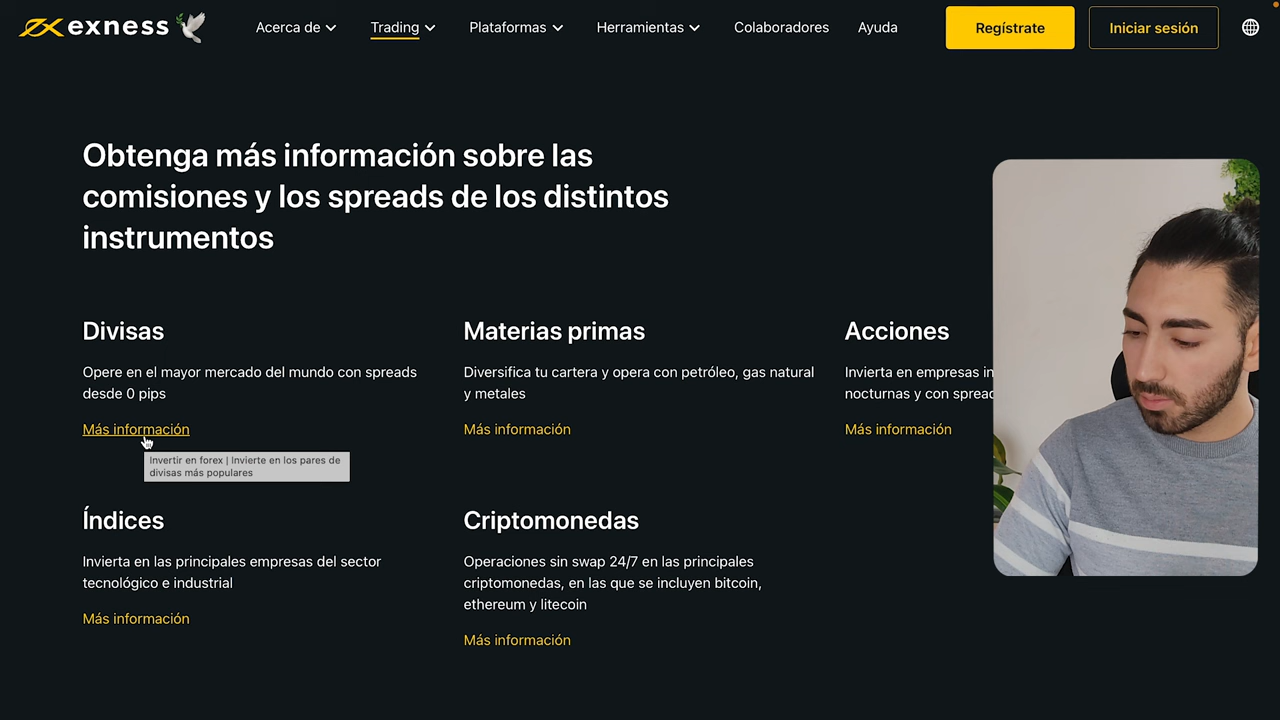 exness
Acerca de
Trading
Plataformas
Herramientas
Colaboradores
Ayuda
Regístrate
Iniciar sesión
Obtenga más información sobre las
comisiones y los spreads de los distintos
instrumentos
Divisas
Opere en el mayor mercado del mundo con spreads
desde 0 pips
Más información
Invertir en forex | Invierte en los pares de
divisas más populares
Materias primas
Diversifica tu cartera y opera con petróleo, gas natural
y metales
Más información
Acciones
Invierta en empresas in
nocturnas y con spread
Más información
Índices
Invierta en las principales empresas del sector
tecnológico e industrial
Más información
Criptomonedas
Operaciones sin swap 24/7 en las principales
criptomonedas, en las que se incluyen bitcoin,
ethereum y litecoin
Más información